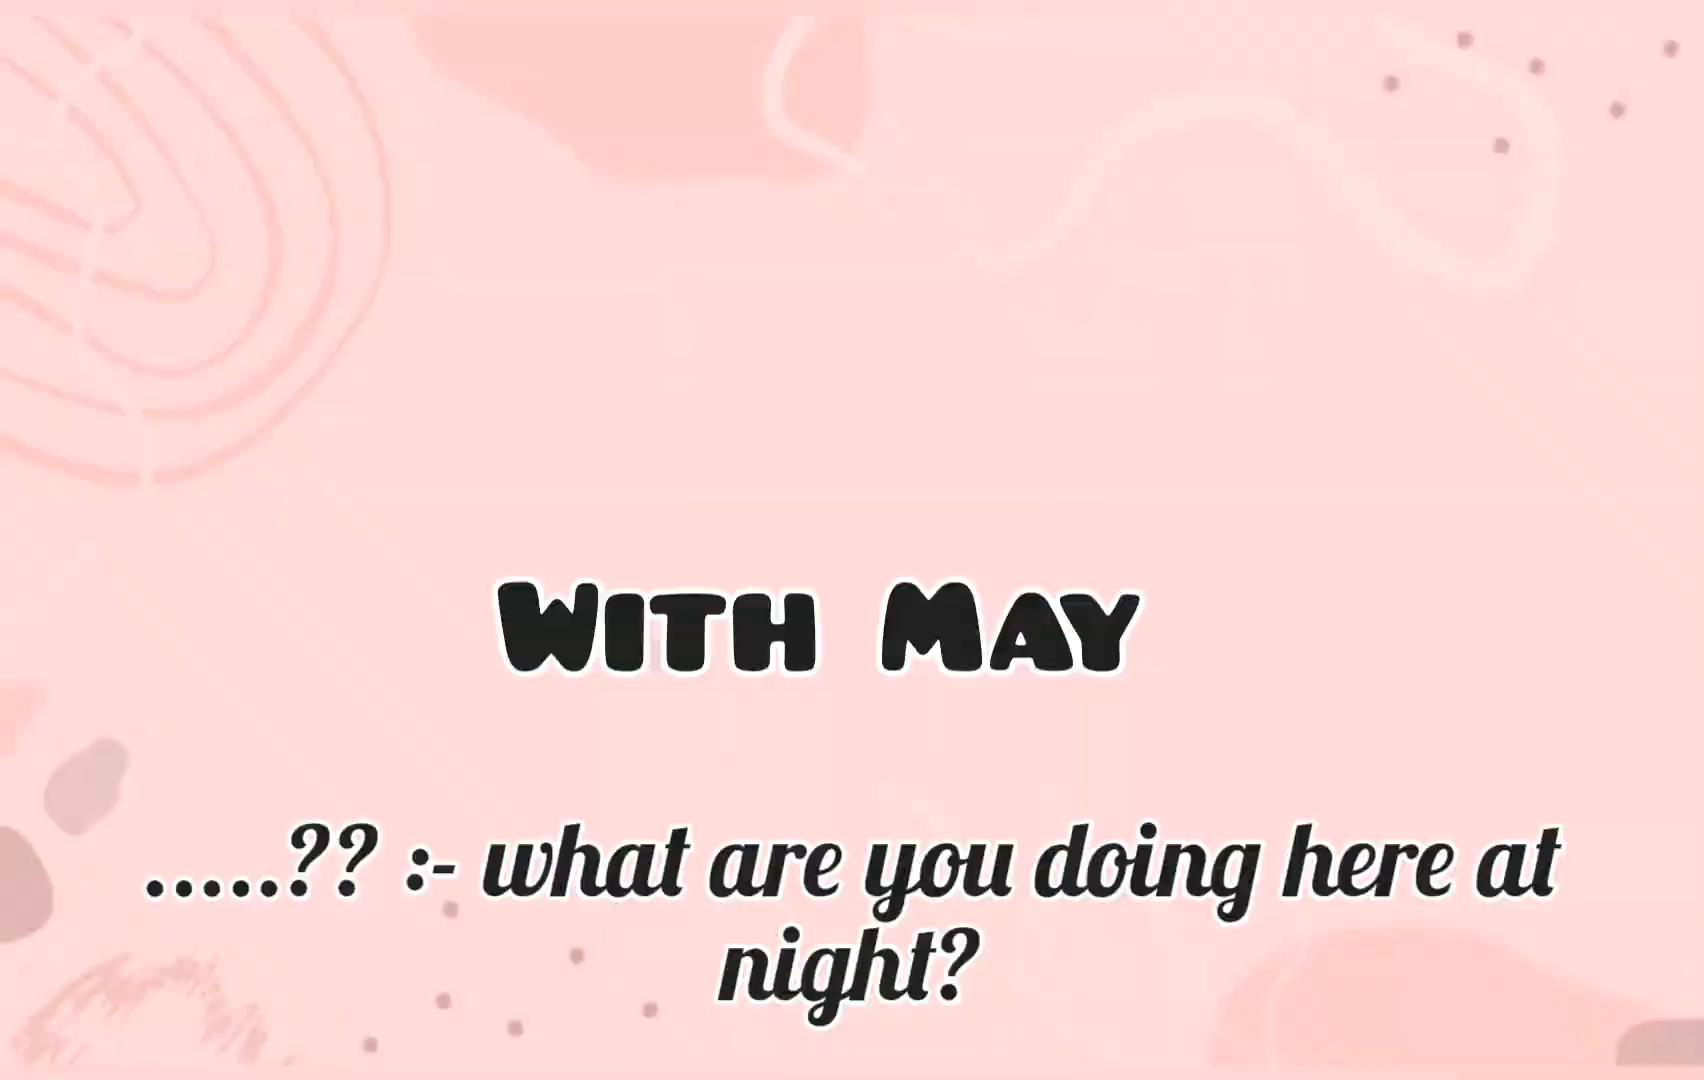 With May
.....?? :- what are you doing here at
night?